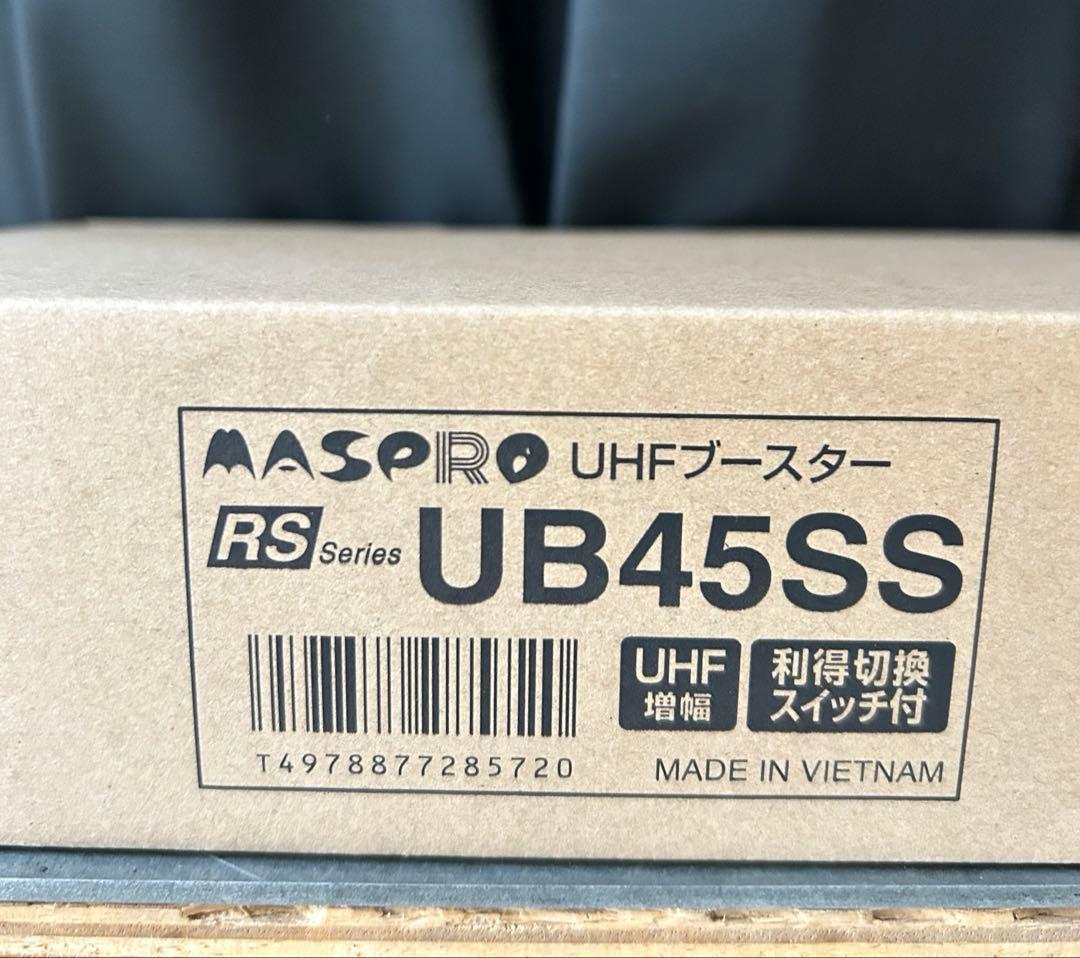 MASPRO UHFブースター
RS Series UB45SS
UHF
増幅
利得切換
スイッチ付
T4978877285720
MADE IN VIETNAM